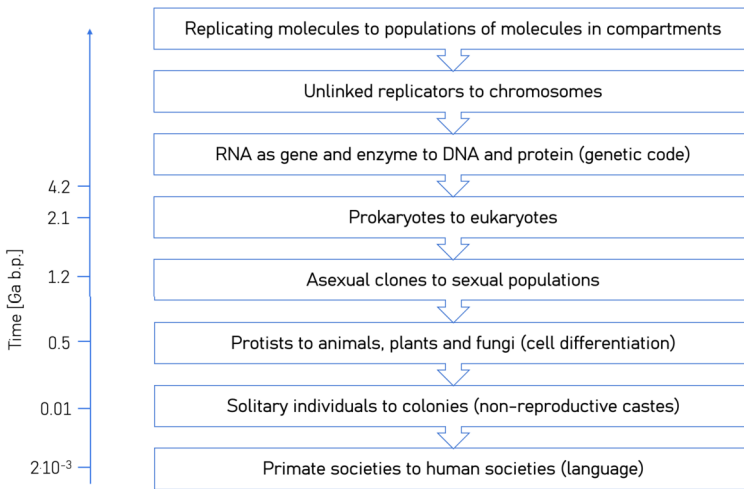 Replicating molecules to populations of molecules in compartments
Unlinked replicators to chromosomes
RNA as gene and enzyme to DNA and protein (genetic code)
Prokaryotes to eukaryotes
Asexual clones to sexual populations
Protists to animals, plants and fungi (cell differentiation)
Solitary individuals to colonies (non-reproductive castes)
Primate societies to human societies (language)
Time [Ga b.p.]
4.2
2.1
1.2
0.5
0.01
2·10⁻³